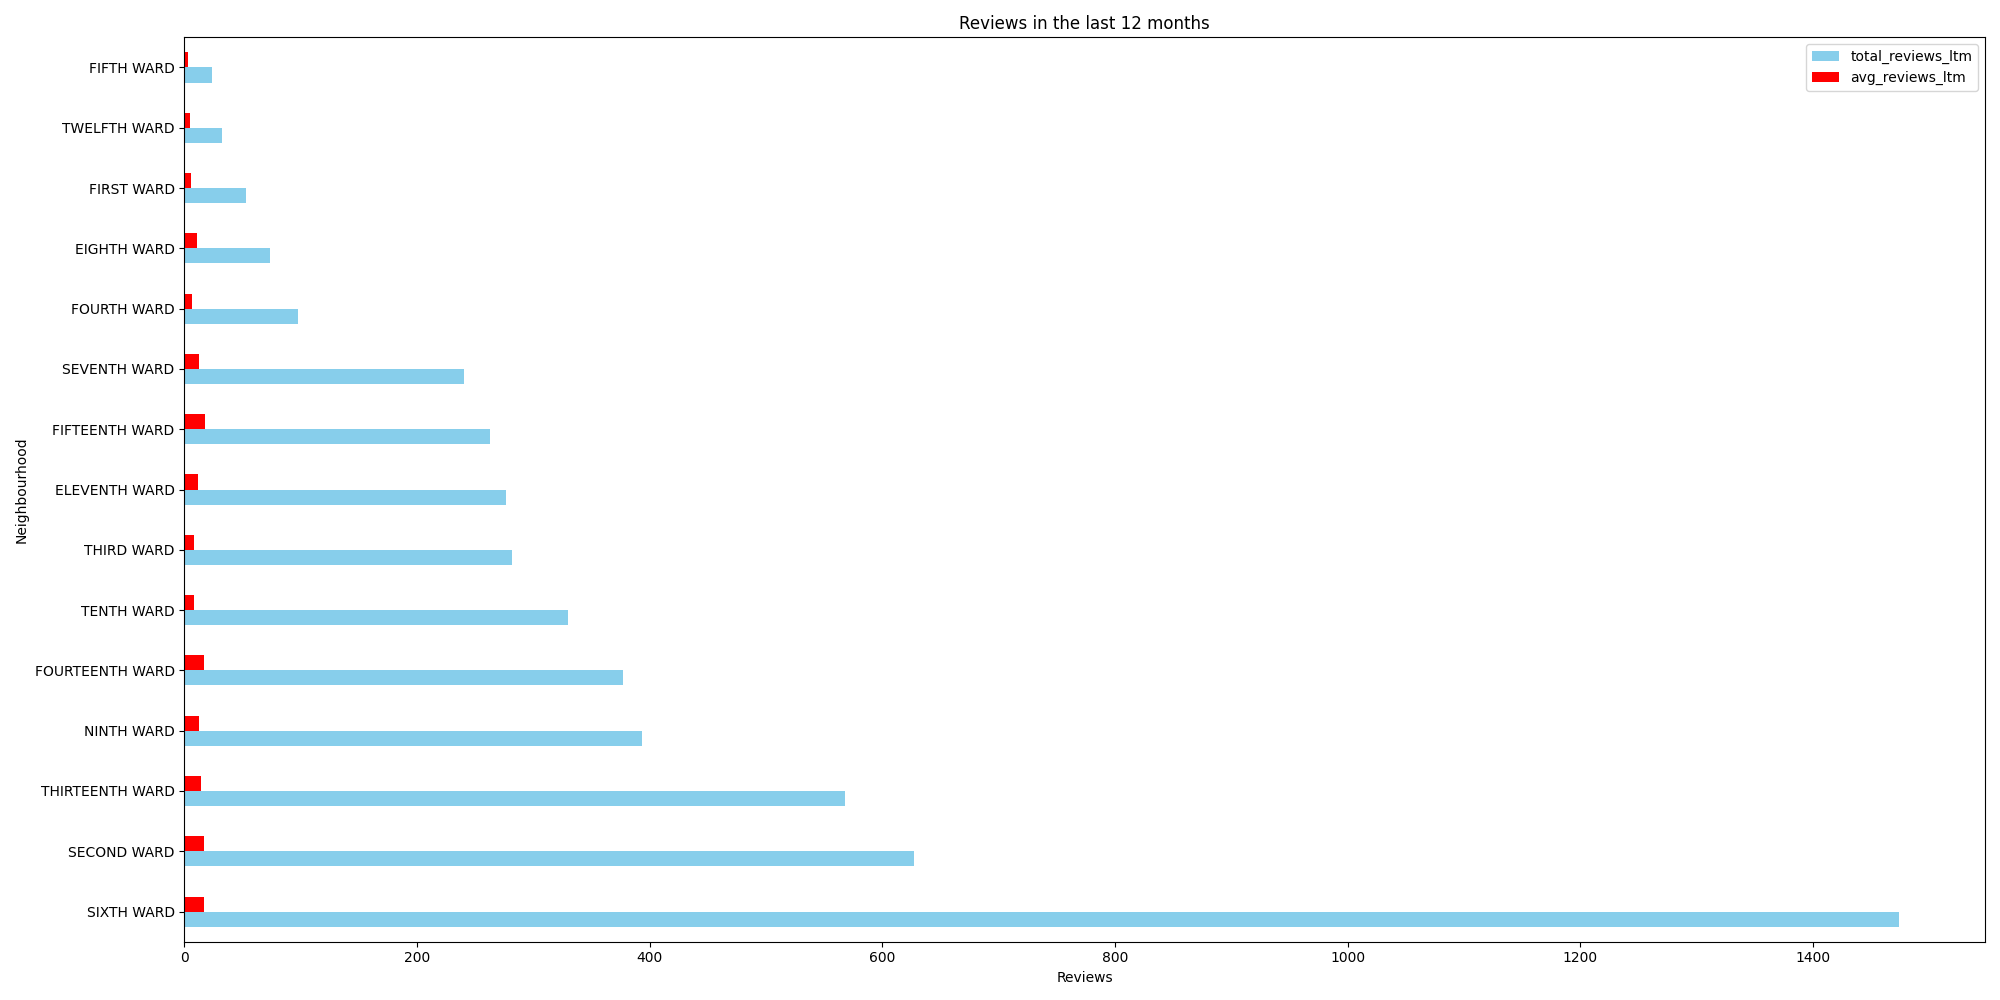 Reviews in the last 12 months
total_reviews_ltm
avg_reviews_ltm
Neighbourhood
FIFTH WARD
TWELFTH WARD
FIRST WARD
EIGHTH WARD
FOURTH WARD
SEVENTH WARD
FIFTEENTH WARD
ELEVENTH WARD
THIRD WARD
TENTH WARD
FOURTEENTH WARD
NINTH WARD
THIRTEENTH WARD
SECOND WARD
SIXTH WARD
0 200 400 600 800 1000 1200 1400
Reviews